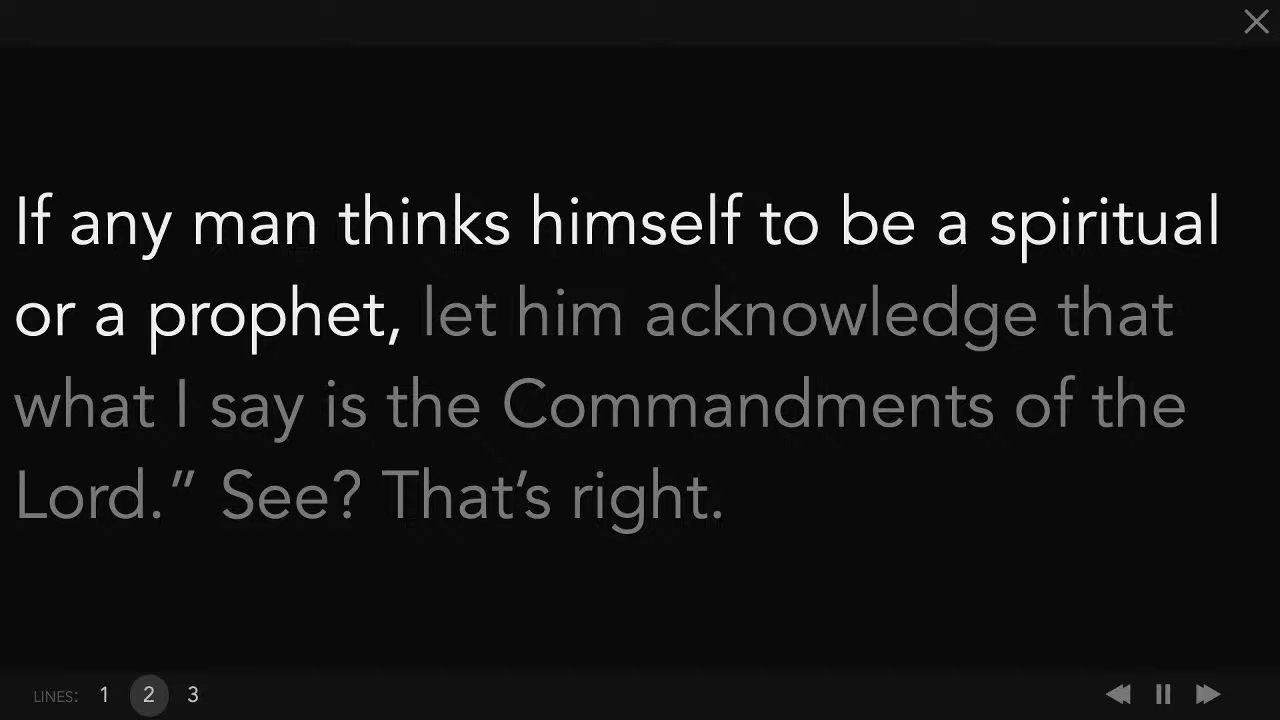 If any man thinks himself to be a spiritual
or a prophet, let him acknowledge that
what I say is the Commandments of the
Lord.” See? That’s right.
LINES: 1 2 3